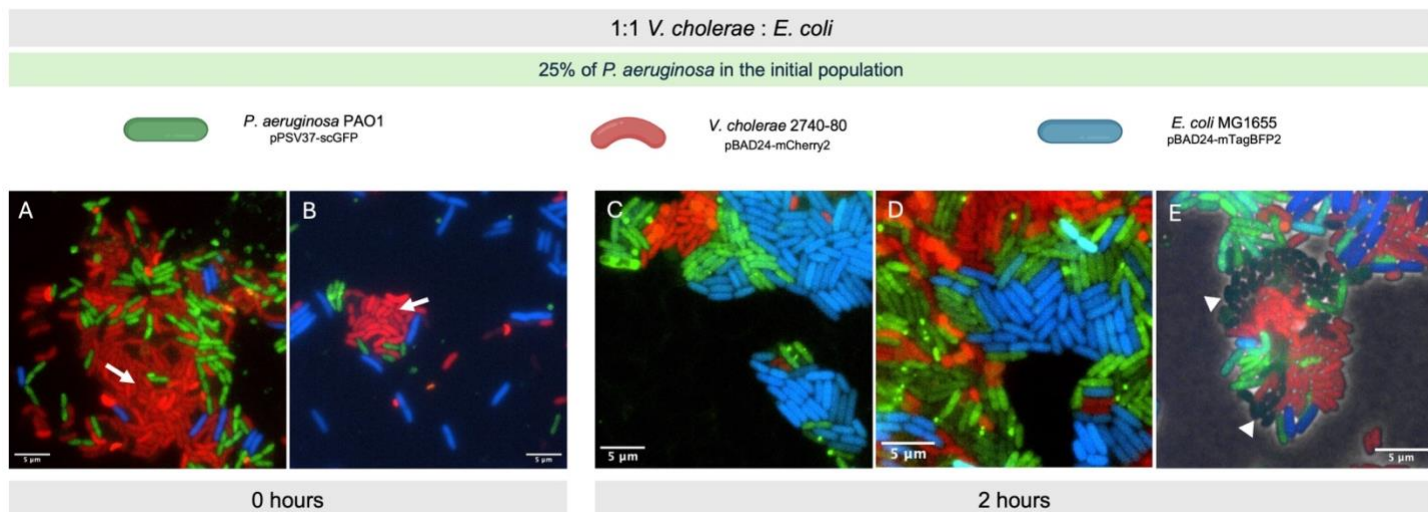 1:1 V. cholerae : E. coli
25% of P. aeruginosa in the initial population
P. aeruginosa PAO1
pPSV37-scGFP
V. cholerae 2740-80
pBAD24-mCherry2
E. coli MG1655
pBAD24-mTagBFP2
A
B
C
D
E
5 μm
5 μm
5 μm
5 μm
5 μm
0 hours
2 hours